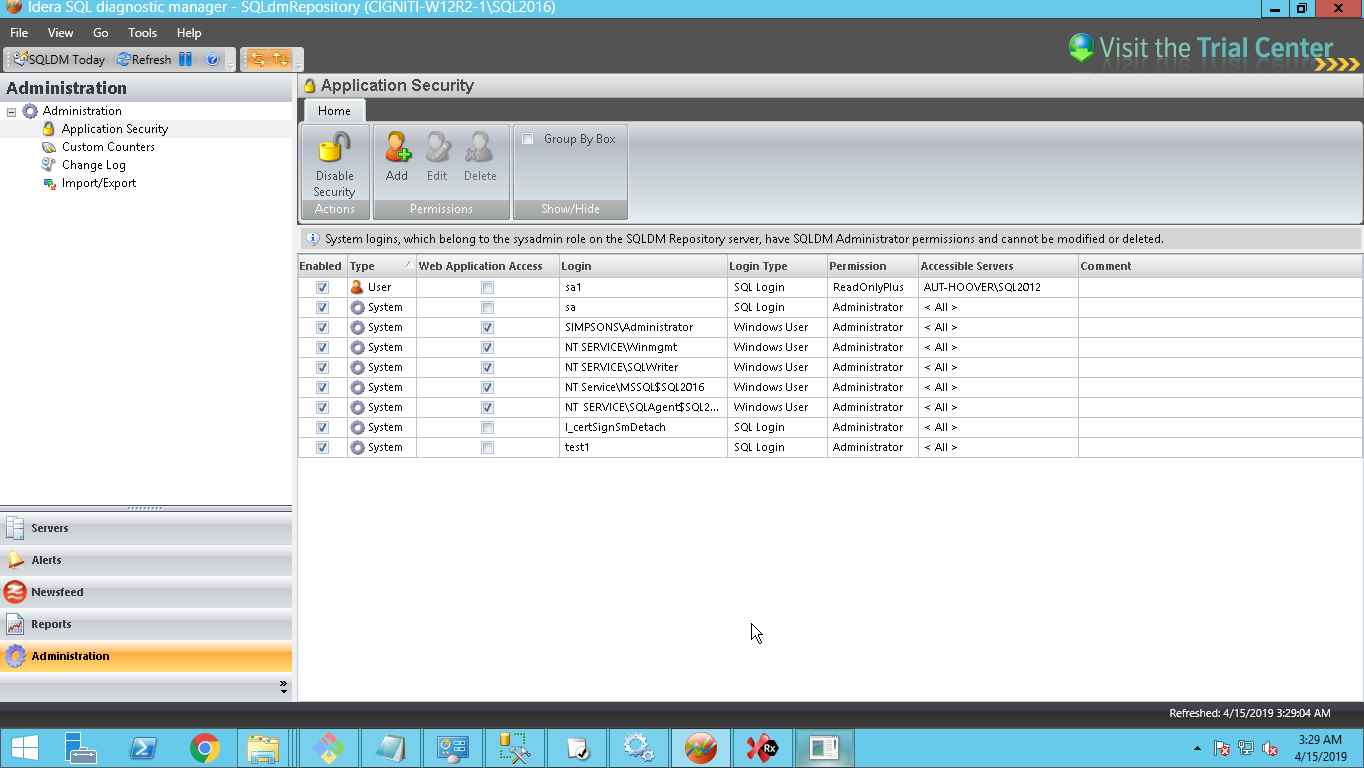 Idera SQL diagnostic manager - SQLdmRepository (CIGNITI-W12R2-1\SQL2016)
File View Go Tools Help
SQLDM Today Refresh
Visit the Trial Center
Administration
Administration
Application Security
Custom Counters
Change Log
Import/Export
Servers
Alerts
Newsfeed
Reports
Administration
Application Security
Home
Disable Security
Actions
Add Edit Delete
Permissions
Group By Box
Show/Hide
System logins, which belong to the sysadmin role on the SQLDM Repository server, have SQLDM Administrator permissions and cannot be modified or deleted.
Enabled Type Web Application Access Login Login Type Permission Accessible Servers Comment
User sa1 SQL Login ReadOnlyPlus AUT-HOOVER\SQL2012
System sa SQL Login Administrator < All >
System SIMPSONS\Administrator Windows User Administrator < All >
System NT SERVICE\Winmgmt Windows User Administrator < All >
System NT SERVICE\SQLWriter Windows User Administrator < All >
System NT Service\MSSQL$SQL2016 Windows User Administrator < All >
System NT SERVICE\SQLAgent$SQL2... Windows User Administrator < All >
System l_certSignSmDetach SQL Login Administrator < All >
System test1 SQL Login Administrator < All >
Refreshed: 4/15/2019 3:29:04 AM
Rx
3:29 AM
4/15/2019